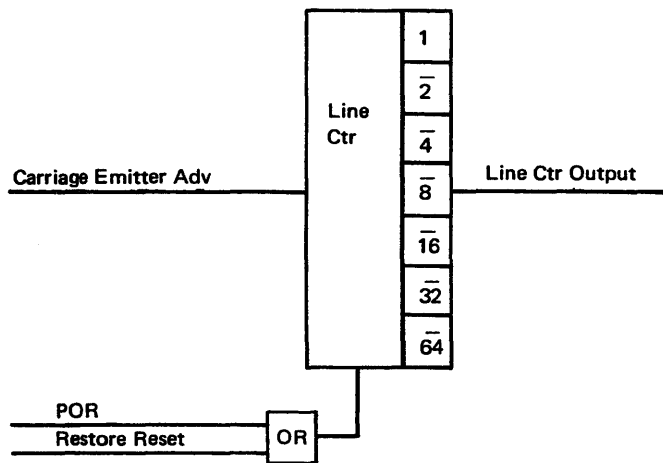 1
2̅
Line
Ctr
4̅
Carriage Emitter Adv
8̅
Line Ctr Output
1̅6
3̅2
6̅4
POR
OR
Restore Reset